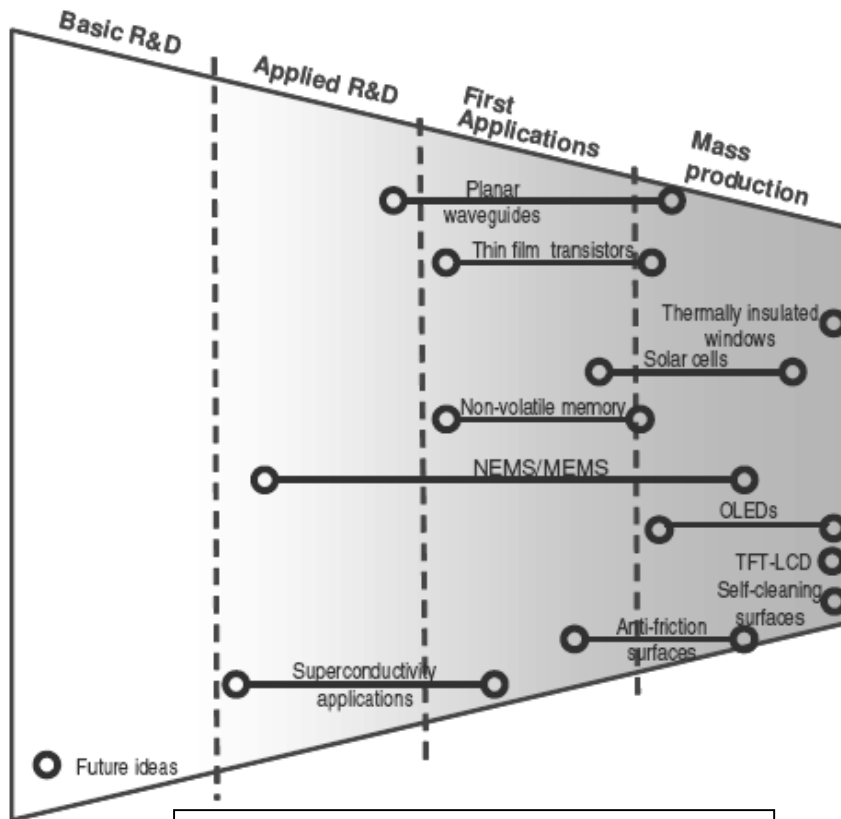 Basic R&D
Applied R&D
First
Applications
Mass
production
Planar
waveguides
Thin film transistors
Thermally insulated
windows
Solar cells
Non-volatile memory
NEMS/MEMS
OLEDs
TFT-LCD
Self-cleaning
surfaces
Anti-friction
surfaces
Superconductivity
applications
Future ideas